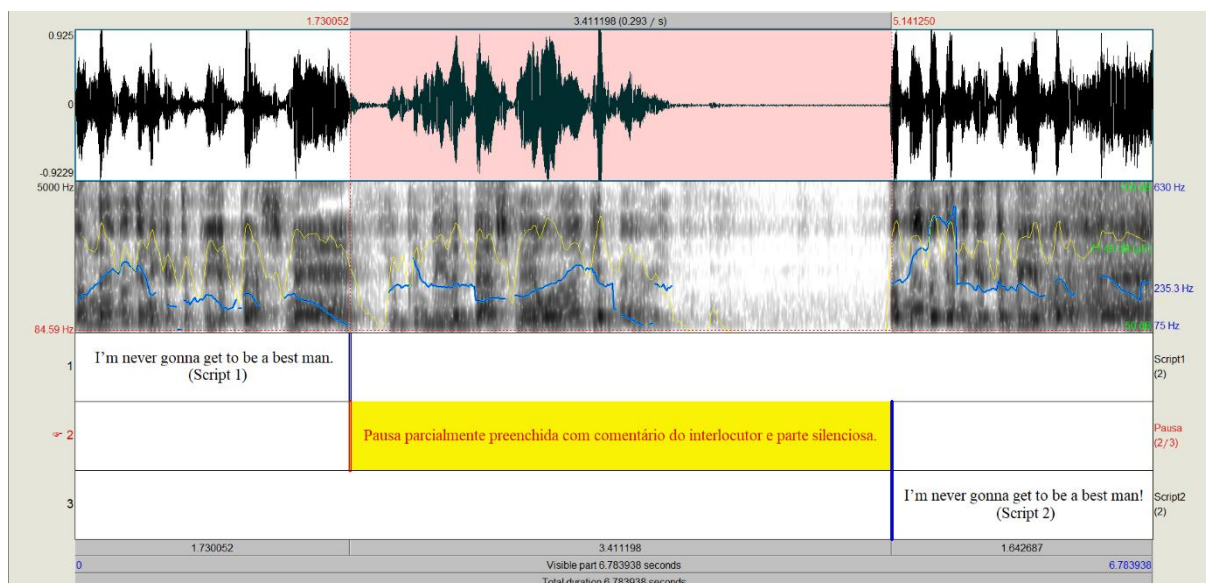 1.730052 3.411198 (0.293 / s) 5.141250
0.925
0
-0.9229
5000 Hz 630 Hz
235.3 Hz
84.59 Hz 75 Hz
1 I'm never gonna get to be a best man. Script1
(Script 1) (2)
2 Pausa parcialmente preenchida com comentário do interlocutor e parte silenciosa. Pausa
(2/3)
3 I'm never gonna get to be a best man! Script2
(Script 2) (2)
1.730052 3.411198 1.642687
0 Visible part 6.783938 seconds 6.783938
Total duration 6.783938 seconds